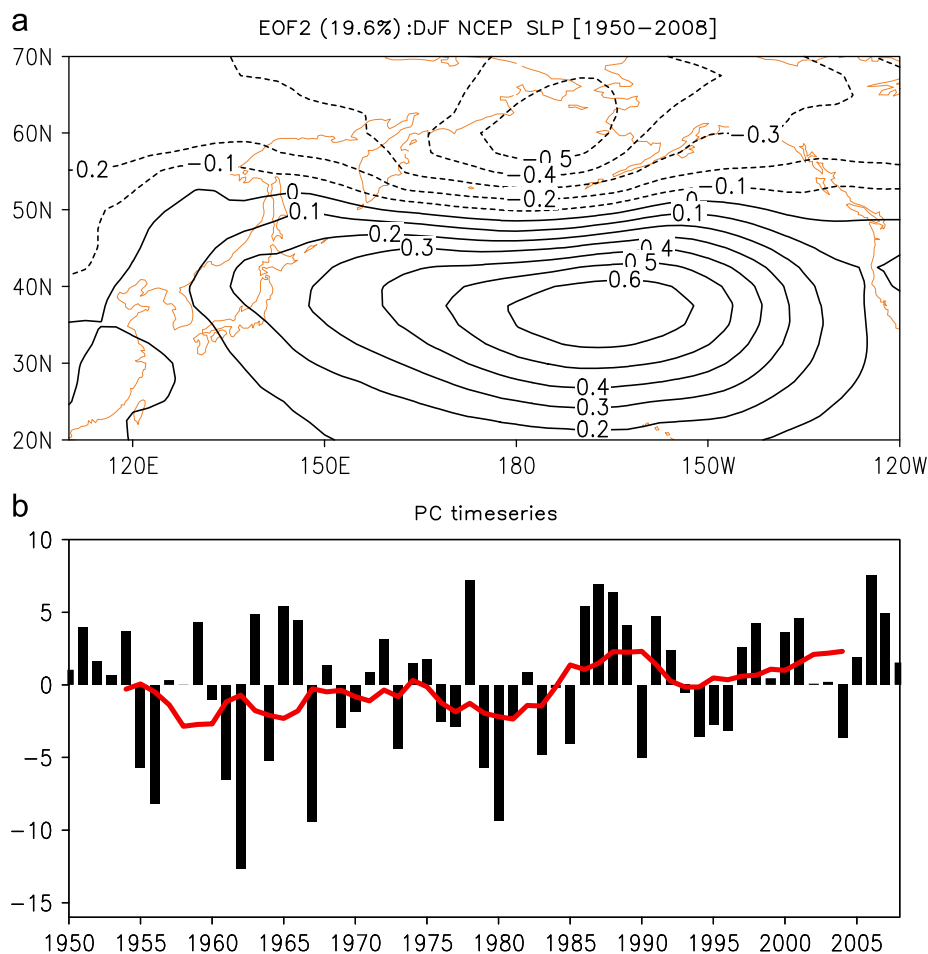 a
EOF2 (19.6%) :DJF NCEP SLP [1950−2008]
70N
60N
50N
40N
30N
20N
−0.3
−0.5
−0.4
−0.2
−0.1
−0.1
0.2
0
0
0.1
0.1
0.2
0.3
0.4
0.5
0.6
0.4
0.3
0.2
120E 150E 180 150W 120W
b
PC timeseries
10
5
0
−5
−10
−15
1950 1955 1960 1965 1970 1975 1980 1985 1990 1995 2000 2005